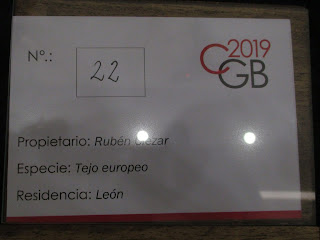 2019
Nº.: 22
CGB
Propietario: Rubén
Especie: Tejo europeo
Residencia: León